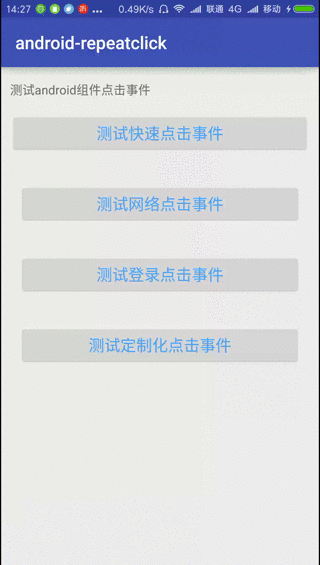 14:27 ... 0.49K/s 联通 4G 移动
android-repeatclick
测试android组件点击事件
测试快速点击事件
测试网络点击事件
测试登录点击事件
测试定制化点击事件